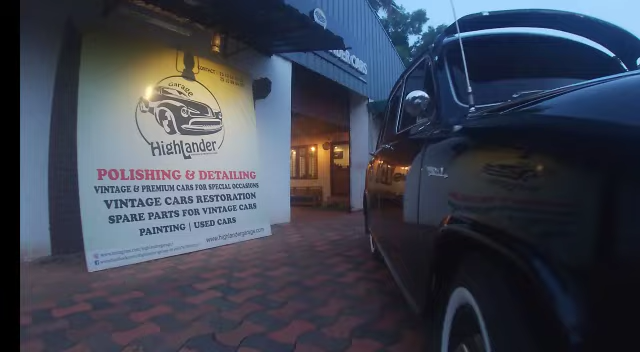 Garage
HighLander
POLISHING & DETAILING
VINTAGE & PREMIUM CARS FOR SPECIAL OCCASIONS
VINTAGE CARS RESTORATION
SPARE PARTS FOR VINTAGE CARS
PAINTING | USED CARS
www.highlandergarage.com